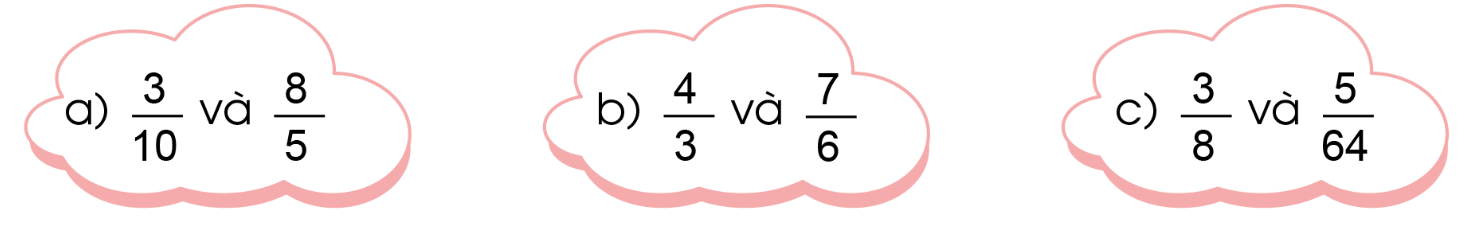 a) 3/10 và 8/5
b) 4/3 và 7/6
c) 3/8 và 5/64